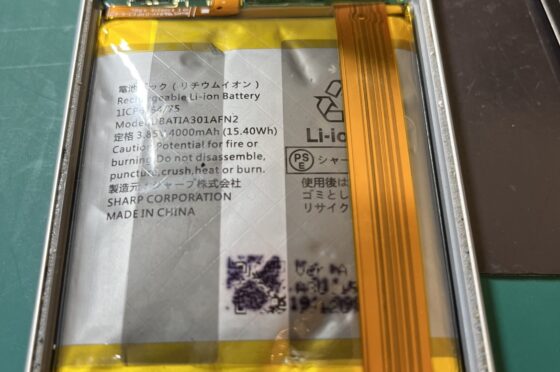 電池パック（リチウムイオン）
Rechargeable Li-ion Battery
Model:UBATIA301AFN2
定格 3.85V 4000mAh (15.40Wh)
Caution: Potential for fire or
burning. Do not disassemble,
puncture,crush,heat or burn.
製造元：シャープ株式会社
SHARP CORPORATION
MADE IN CHINA
Li-io
PSE シャー
使用後は
ゴミとし
リサイク